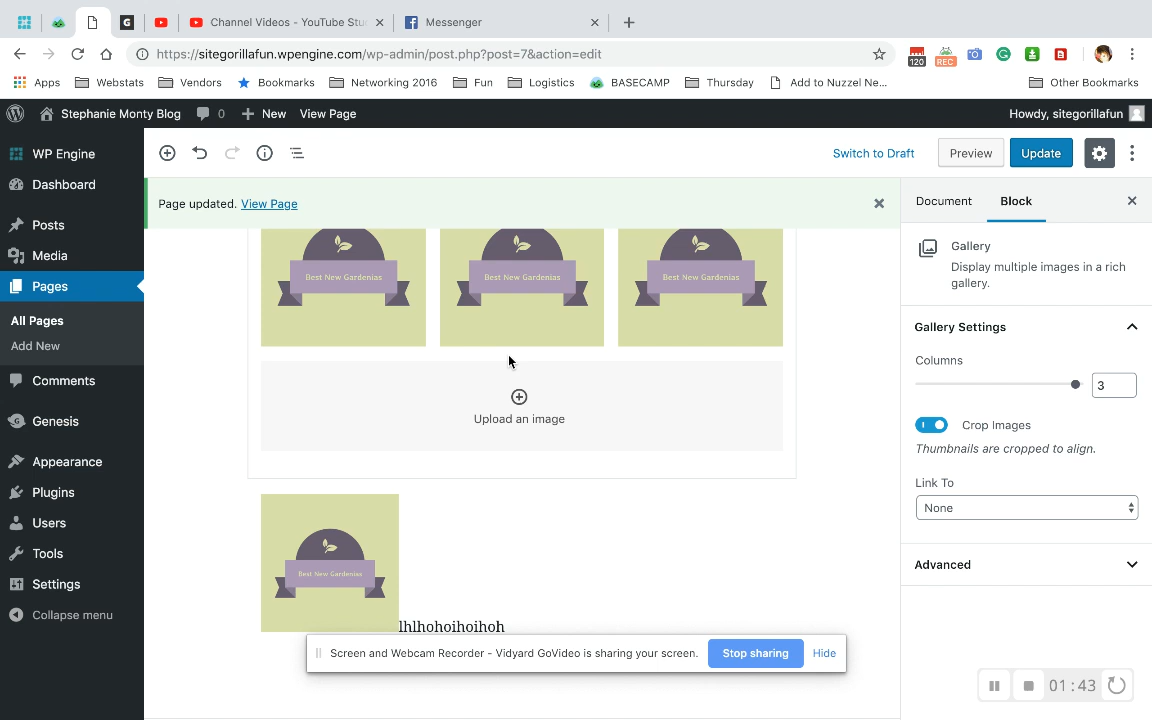 G
Channel Videos - YouTube Stu
Messenger
https://sitegorillafun.wpengine.com/wp-admin/post.php?post=7&action=edit
120
REC
Apps
Webstats
Vendors
Bookmarks
Networking 2016
Fun
Logistics
BASECAMP
Thursday
Add to Nuzzel Ne...
Other Bookmarks
Stephanie Monty Blog
0
New
View Page
Howdy, sitegorillafun
WP Engine
Dashboard
Posts
Media
Pages
All Pages
Add New
Comments
Genesis
Appearance
Plugins
Users
Tools
Settings
Collapse menu
Switch to Draft
Preview
Update
Page updated. View Page
Best New Gardenias
Best New Gardenias
Best New Gardenias
Upload an image
Best New Gardenias
lhlhohoihoihoh
Screen and Webcam Recorder - Vidyard GoVideo is sharing your screen.
Stop sharing
Hide
Document
Block
Gallery
Display multiple images in a rich
gallery.
Gallery Settings
Columns
3
Crop Images
Thumbnails are cropped to align.
Link To
None
Advanced
01:43